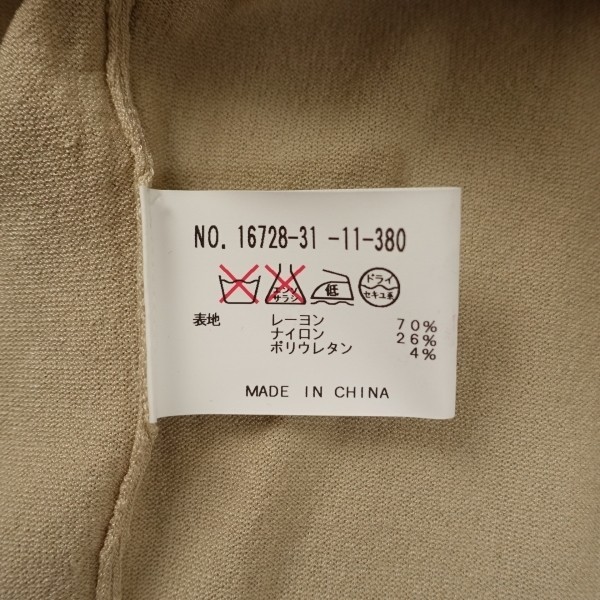 NO. 16728-31 -11-380
エンソ サラシ 低 ドライ セキユ系
表地 レーヨン 70%
ナイロン 26%
ポリウレタン 4%
MADE IN CHINA